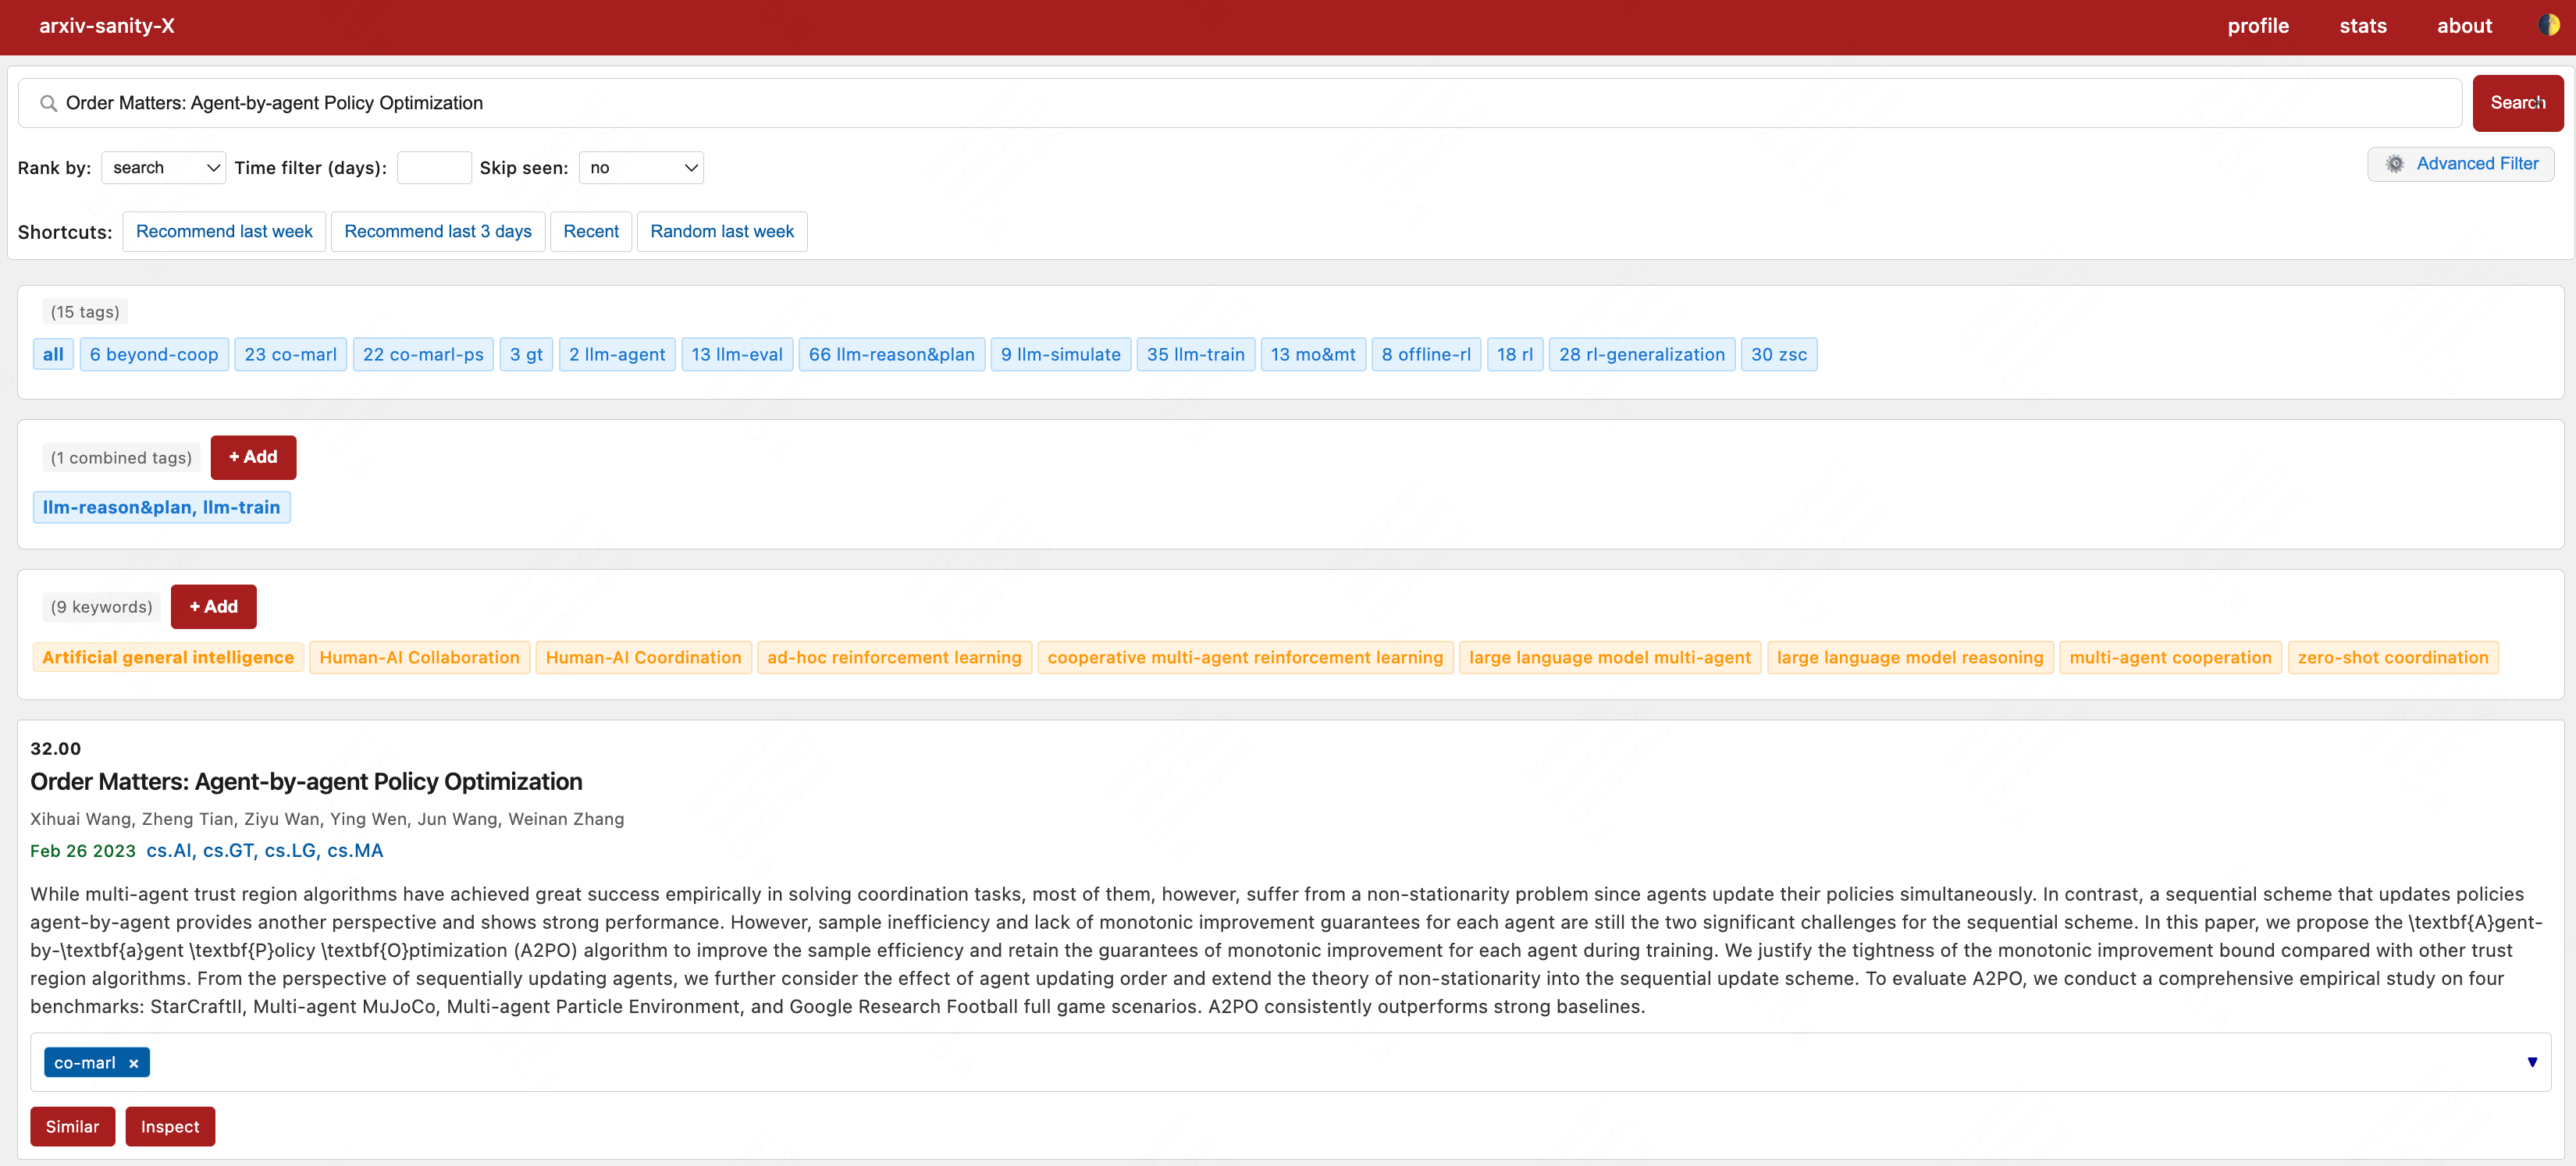 arxiv-sanity-X profile stats about
Order Matters: Agent-by-agent Policy Optimization Search
Rank by: search Time filter (days): Skip seen: no Advanced Filter
Shortcuts: Recommend last week Recommend last 3 days Recent Random last week
(15 tags)
all 6 beyond-coop 23 co-marl 22 co-marl-ps 3 gt 2 llm-agent 13 llm-eval 66 llm-reason&plan 9 llm-simulate 35 llm-train 13 mo&mt 8 offline-rl 18 rl 28 rl-generalization 30 zsc
(1 combined tags) + Add
llm-reason&plan, llm-train
(9 keywords) + Add
Artificial general intelligence Human-AI Collaboration Human-AI Coordination ad-hoc reinforcement learning cooperative multi-agent reinforcement learning large language model multi-agent large language model reasoning multi-agent cooperation zero-shot coordination
32.00
Order Matters: Agent-by-agent Policy Optimization
Xihuai Wang, Zheng Tian, Ziyu Wan, Ying Wen, Jun Wang, Weinan Zhang
Feb 26 2023 cs.AI, cs.GT, cs.LG, cs.MA
While multi-agent trust region algorithms have achieved great success empirically in solving coordination tasks, most of them, however, suffer from a non-stationarity problem since agents update their policies simultaneously. In contrast, a sequential scheme that updates policies
agent-by-agent provides another perspective and shows strong performance. However, sample inefficiency and lack of monotonic improvement guarantees for each agent are still the two significant challenges for the sequential scheme. In this paper, we propose the \textbf{A}gent-
by-\textbf{a}gent \textbf{P}olicy \textbf{O}ptimization (A2PO) algorithm to improve the sample efficiency and retain the guarantees of monotonic improvement for each agent during training. We justify the tightness of the monotonic improvement bound compared with other trust
region algorithms. From the perspective of sequentially updating agents, we further consider the effect of agent updating order and extend the theory of non-stationarity into the sequential update scheme. To evaluate A2PO, we conduct a comprehensive empirical study on four
benchmarks: StarCraftII, Multi-agent MuJoCo, Multi-agent Particle Environment, and Google Research Football full game scenarios. A2PO consistently outperforms strong baselines.
co-marl ×
Similar Inspect